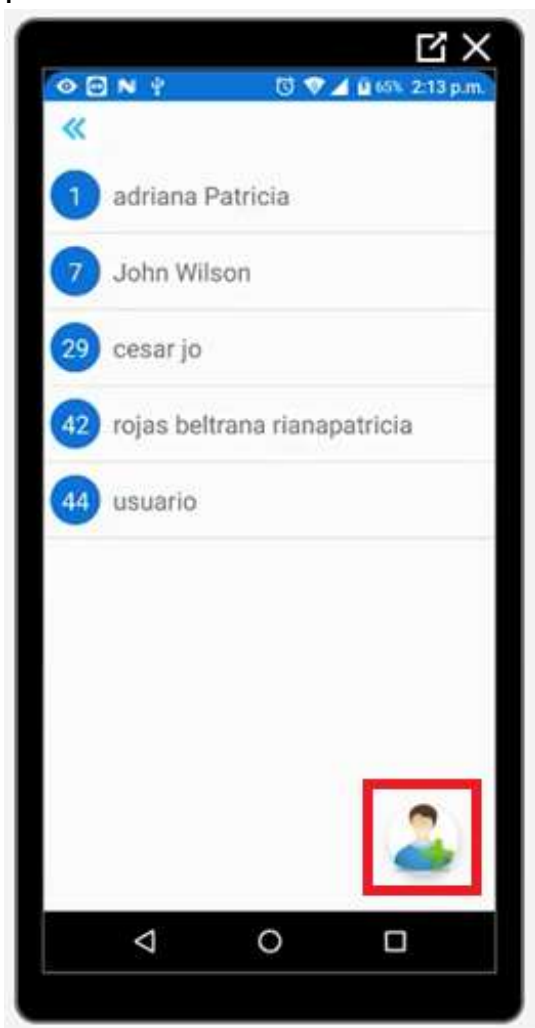 65% 2:13 p.m.
1 adriana Patricia
7 John Wilson
29 cesar jo
42 rojas beltrana rianapatricia
44 usuario